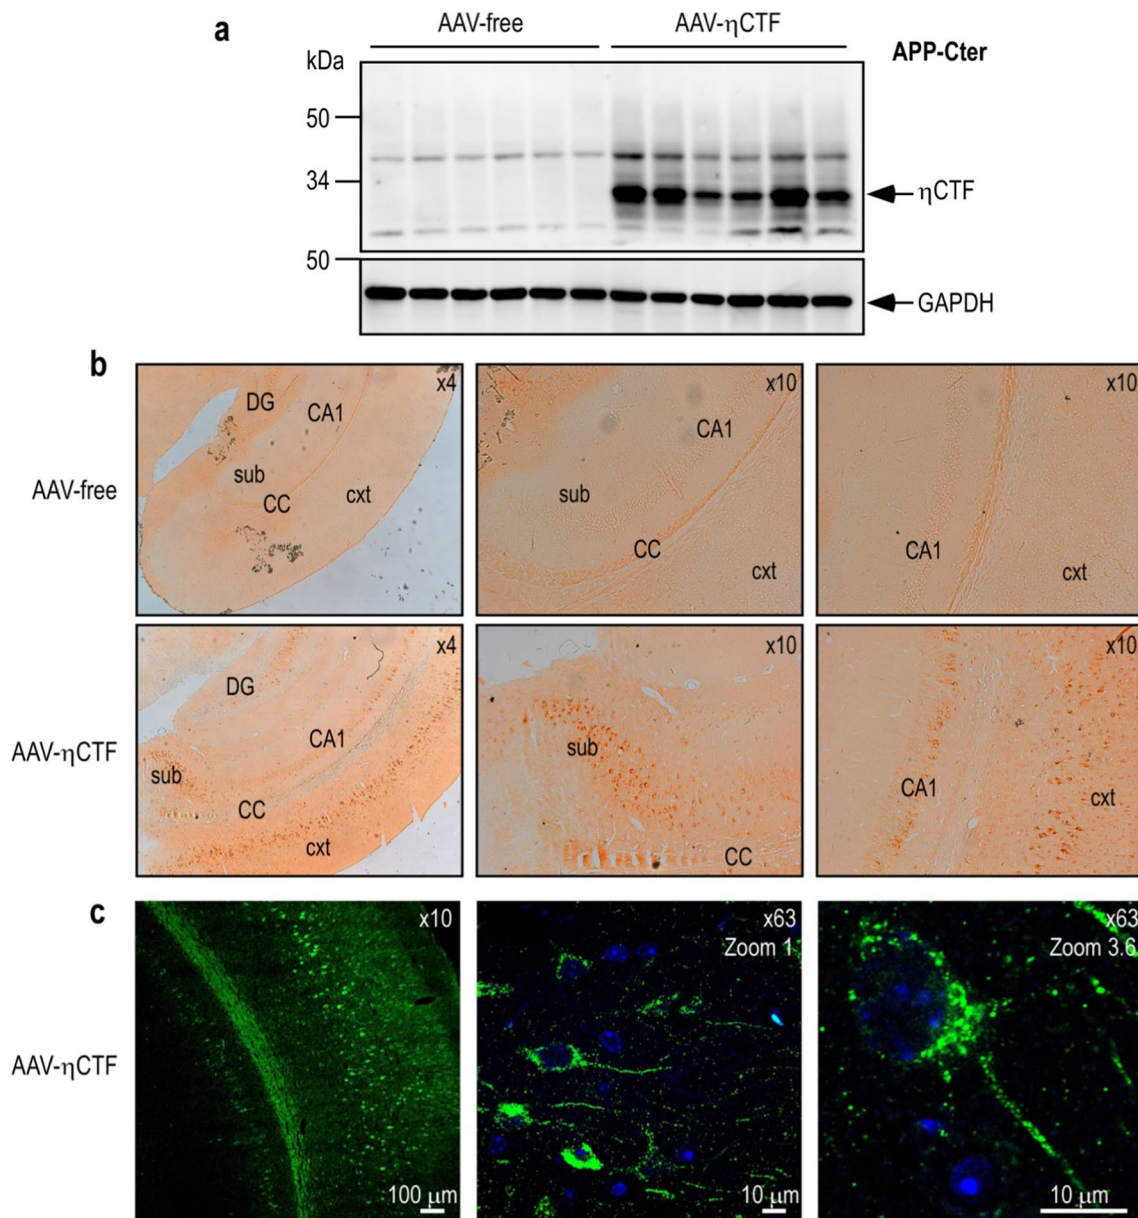 a
AAV-free
AAV-ηCTF
APP-Cter
kDa
50
34
ηCTF
50
GAPDH
b
AAV-free
x4
DG
CA1
sub
CC
cxt
x10
CA1
sub
CC
cxt
x10
CA1
cxt
AAV-ηCTF
x4
DG
CA1
sub
CC
cxt
x10
sub
CC
x10
CA1
cxt
c
AAV-ηCTF
x10
100 μm
x63
Zoom 1
10 μm
x63
Zoom 3.6
10 μm